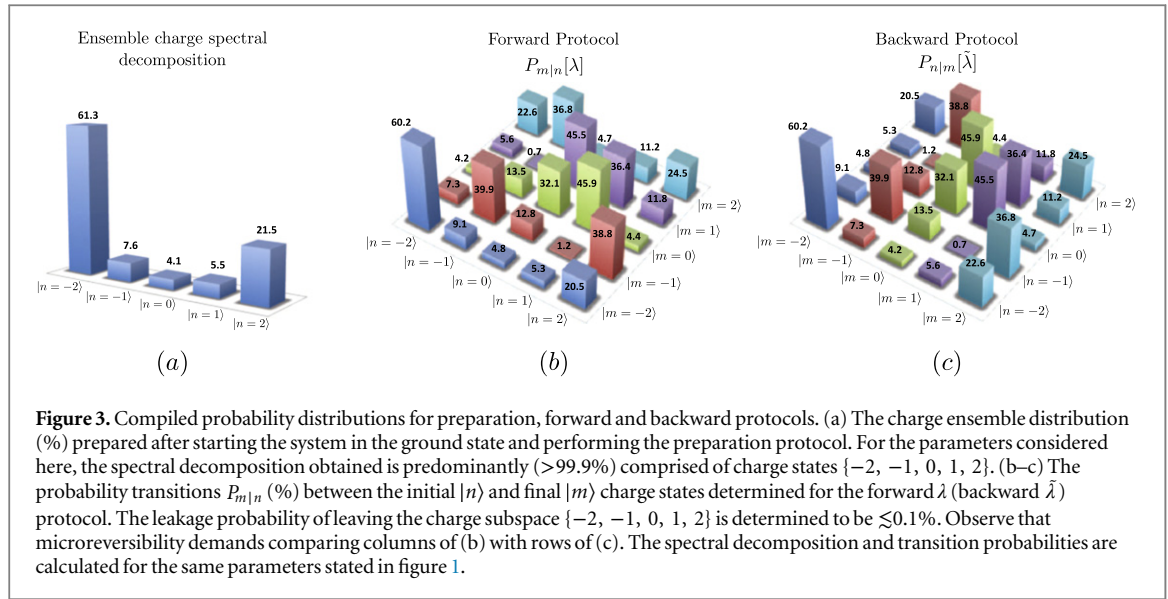 Ensemble charge spectral
decomposition
61.3
7.6
4.1
5.5
21.5
|n = −2⟩
|n = −1⟩
|n = 0⟩
|n = 1⟩
|n = 2⟩
(a)
Forward Protocol
P_{m|n}[λ]
22.6 36.8
5.6 45.5 4.7 11.2
60.2 4.2 0.7 36.4 24.5
7.3 39.9 13.5 32.1 45.9 11.8
9.1 12.8 38.8 4.4
4.8 1.2
5.3 20.5
|n = −2⟩
|n = −1⟩
|n = 0⟩
|n = 1⟩
|n = 2⟩
|m = 2⟩
|m = 1⟩
|m = 0⟩
|m = −1⟩
|m = −2⟩
(b)
Backward Protocol
P_{n|m}[λ̃]
20.5 38.8
5.3 45.9 4.4
60.2 4.8 1.2 36.4 11.8 24.5
9.1 39.9 12.8 32.1 45.5 11.2
7.3 13.5 36.8 4.7
4.2 0.7
5.6 22.6
|m = −2⟩
|m = −1⟩
|m = 0⟩
|m = 1⟩
|m = 2⟩
|n = 2⟩
|n = 1⟩
|n = 0⟩
|n = −1⟩
|n = −2⟩
(c)
Figure 3. Compiled probability distributions for preparation, forward and backward protocols. (a) The charge ensemble distribution
(%) prepared after starting the system in the ground state and performing the preparation protocol. For the parameters considered
here, the spectral decomposition obtained is predominantly (>99.9%) comprised of charge states {−2, −1, 0, 1, 2}. (b–c) The
probability transitions P_{m|n} (%) between the initial |n⟩ and final |m⟩ charge states determined for the forward λ (backward λ̃)
protocol. The leakage probability of leaving the charge subspace {−2, −1, 0, 1, 2} is determined to be ≲0.1%. Observe that
microreversibility demands comparing columns of (b) with rows of (c). The spectral decomposition and transition probabilities are
calculated for the same parameters stated in figure 1.